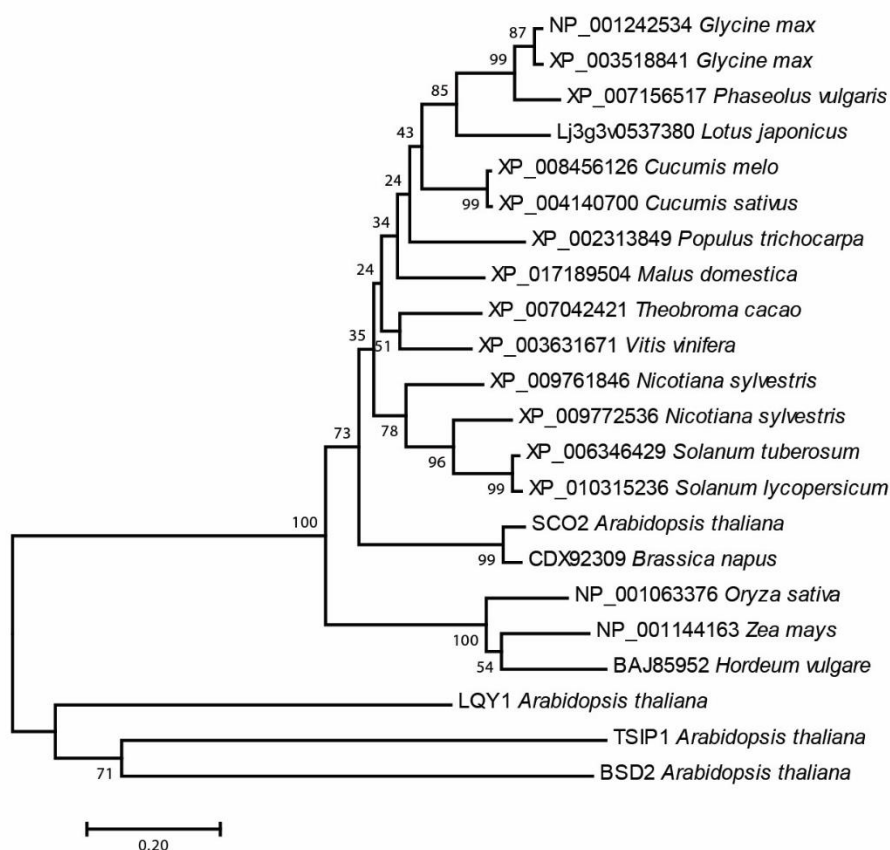 87
NP_001242534 Glycine max
99
XP_003518841 Glycine max
85
XP_007156517 Phaseolus vulgaris
43
Lj3g3v0537380 Lotus japonicus
XP_008456126 Cucumis melo
24
99
XP_004140700 Cucumis sativus
34
XP_002313849 Populus trichocarpa
24
XP_017189504 Malus domestica
XP_007042421 Theobroma cacao
35
51
XP_003631671 Vitis vinifera
XP_009761846 Nicotiana sylvestris
73
78
XP_009772536 Nicotiana sylvestris
96
XP_006346429 Solanum tuberosum
99
XP_010315236 Solanum lycopersicum
100
SCO2 Arabidopsis thaliana
99
CDX92309 Brassica napus
NP_001063376 Oryza sativa
100
NP_001144163 Zea mays
54
BAJ85952 Hordeum vulgare
LQY1 Arabidopsis thaliana
TSIP1 Arabidopsis thaliana
71
BSD2 Arabidopsis thaliana
0.20